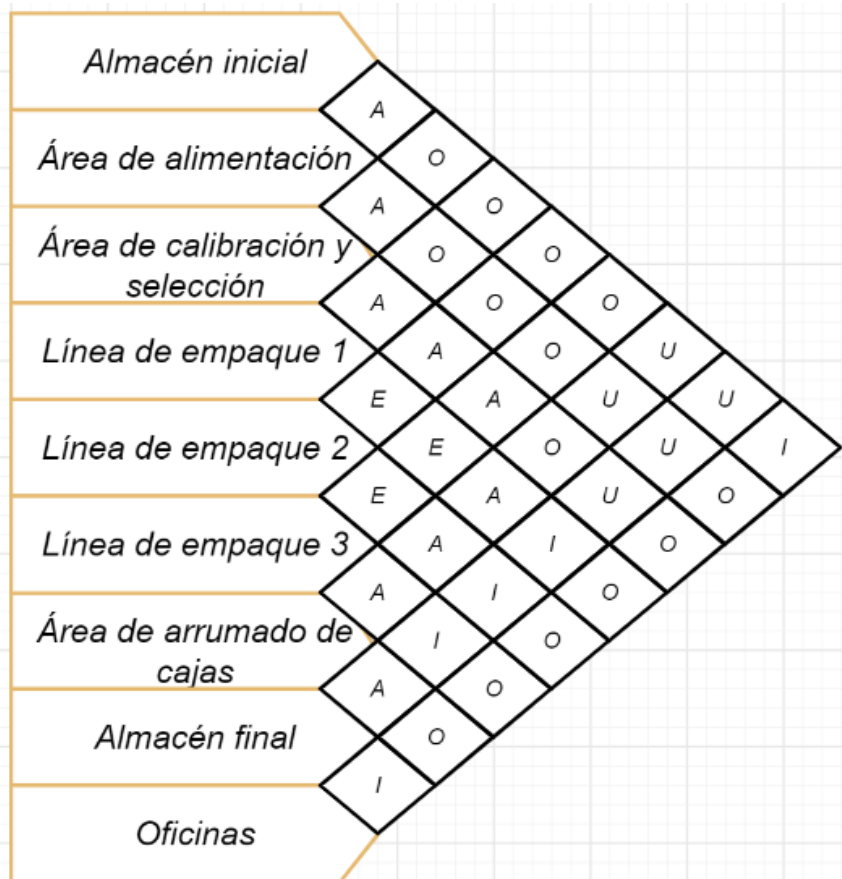 Almacén inicial
A
Área de alimentación O
A O
Área de calibración y O O
selección
A O O
Línea de empaque 1 A O U
E A U U
Línea de empaque 2 E O U I
E A U O
Línea de empaque 3 A I O
A I O
Área de arrumado de I O
cajas
A O
Almacén final O
I
Oficinas